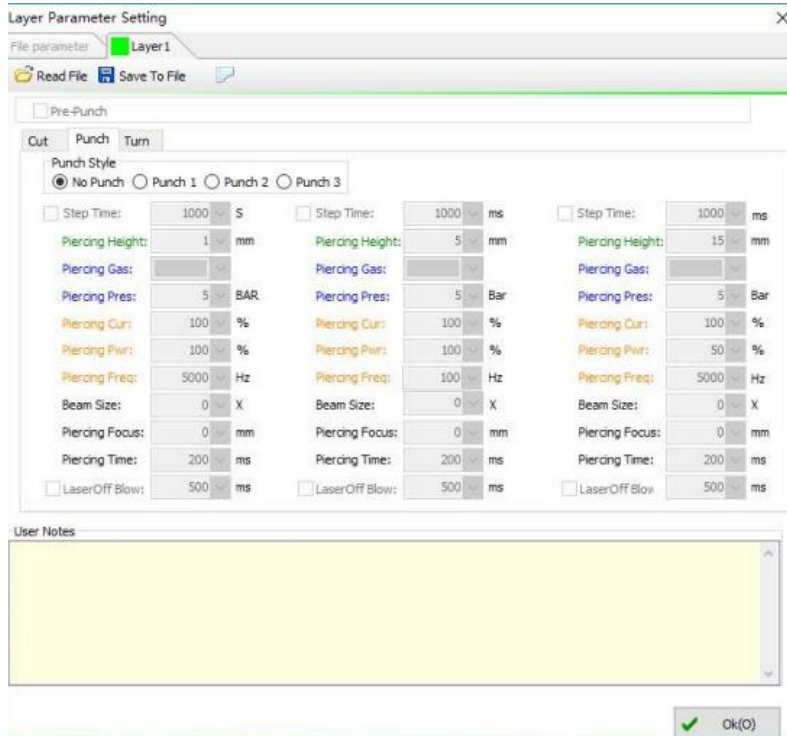 Layer Parameter Setting
File parameter Layer1
Read File Save To File
Pre-Punch
Cut Punch Turn
Punch Style
No Punch Punch 1 Punch 2 Punch 3
Step Time: 1000 S Step Time: 1000 ms Step Time: 1000 ms
Piercing Height: 1 mm Piercing Height: 5 mm Piercing Height: 15 mm
Piercing Gas: Piercing Gas: Piercing Gas:
Piercing Pres: 5 BAR Piercing Pres: 5 Bar Piercing Pres: 5 Bar
Piercing Cur: 100 % Piercing Cur: 100 % Piercing Cur: 100 %
Piercing Pwr: 100 % Piercing Pwr: 100 % Piercing Pwr: 50 %
Piercing Freq: 5000 Hz Piercing Freq: 100 Hz Piercing Freq: 5000 Hz
Beam Size: 0 X Beam Size: 0 X Beam Size: 0 X
Piercing Focus: 0 mm Piercing Focus: 0 mm Piercing Focus: 0 mm
Piercing Time: 200 ms Piercing Time: 200 ms Piercing Time: 200 ms
LaserOff Blow: 500 ms LaserOff Blow: 500 ms LaserOff Blow 500 ms
User Notes
Ok(O)